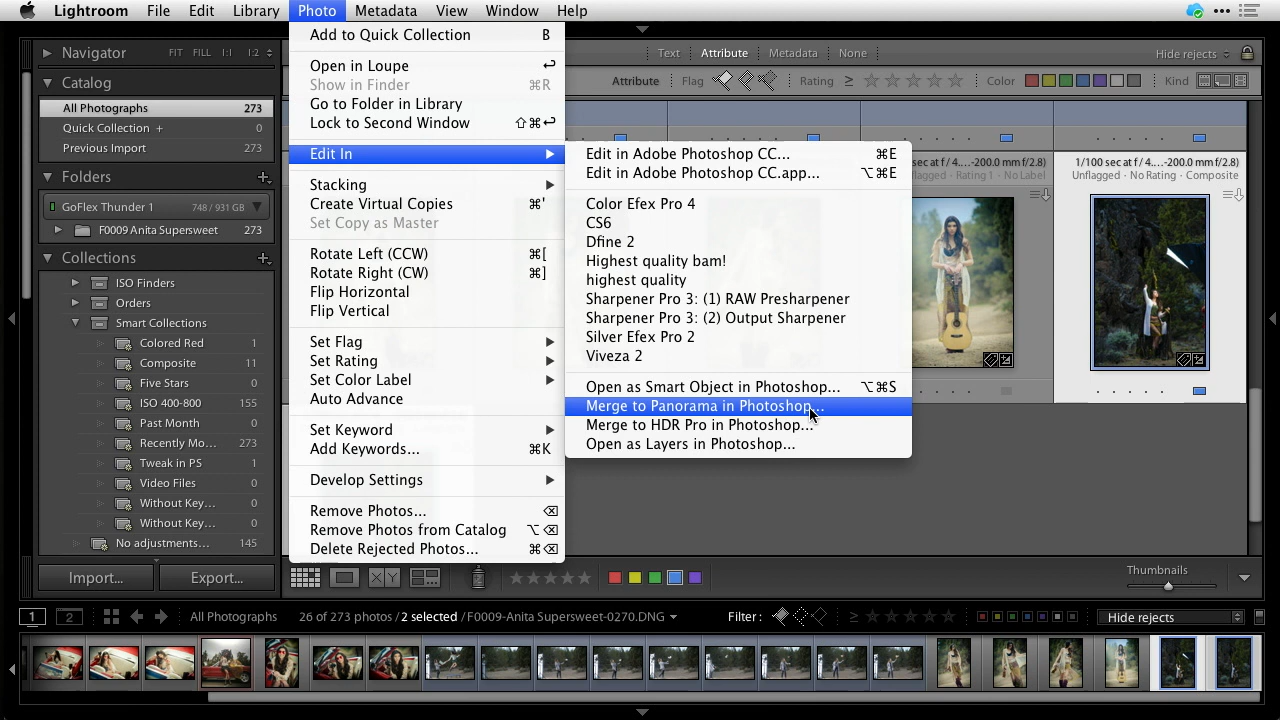 Lightroom File Edit Library Photo Metadata View Window Help
Navigator FIT FILL 1:1 1:2
Catalog
All Photographs 273
Quick Collection + 0
Previous Import 273
Folders
GoFlex Thunder 1 748 / 931 GB
F0009 Anita Supersweet 273
Collections
ISO Finders
Orders
Smart Collections
Colored Red 1
Composite 11
Five Stars 0
ISO 400-800 155
Past Month 0
Recently Mo... 273
Tweak in PS 1
Video Files 0
Without Key... 0
Without Key... 0
No adjustments... 145
Import... Export...
Add to Quick Collection B
Open in Loupe ↩
Show in Finder ⌘R
Go to Folder in Library
Lock to Second Window ⇧⌘↩
Edit In
Stacking
Create Virtual Copies ⌘'
Set Copy as Master
Rotate Left (CCW) ⌘[
Rotate Right (CW) ⌘]
Flip Horizontal
Flip Vertical
Set Flag
Set Rating
Set Color Label
Auto Advance
Set Keyword
Add Keywords... ⌘K
Develop Settings
Remove Photos... ⌫
Remove Photos from Catalog ⌥⌫
Delete Rejected Photos... ⌘⌫
Edit in Adobe Photoshop CC... ⌘E
Edit in Adobe Photoshop CC.app... ⌥⌘E
Color Efex Pro 4
CS6
Dfine 2
Highest quality bam!
highest quality
Sharpener Pro 3: (1) RAW Presharpener
Sharpener Pro 3: (2) Output Sharpener
Silver Efex Pro 2
Viveza 2
Open as Smart Object in Photoshop... ⌥⌘S
Merge to Panorama in Photoshop...
Merge to HDR Pro in Photoshop...
Open as Layers in Photoshop...
Text Attribute Metadata None Hide rejects
Attribute Flag Rating ≥ Color Kind
sec at f / 4....-200.0 mm f/2.8)
flagged · Rating 1 · No Label
1/100 sec at f / 4....-200.0 mm f/2.8)
Unflagged · No Rating · Composite
Thumbnails
1 2 All Photographs 26 of 273 photos / 2 selected / F0009-Anita Supersweet-0270.DNG Filter : ≥ Hide rejects